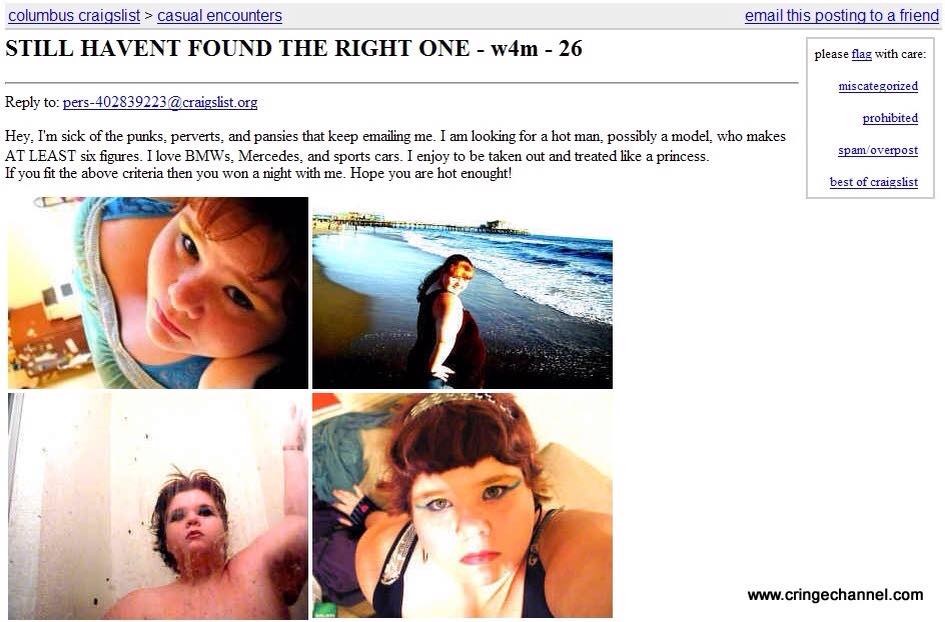 columbus craigslist > casual encounters
email this posting to a friend
STILL HAVENT FOUND THE RIGHT ONE - w4m - 26
please flag with care:
miscategorized
prohibited
spam/overpost
best of craigslist
Reply to: pers-402839223@craigslist.org
Hey, I'm sick of the punks, perverts, and pansies that keep emailing me. I am looking for a hot man, possibly a model, who makes
AT LEAST six figures. I love BMWs, Mercedes, and sports cars. I enjoy to be taken out and treated like a princess.
If you fit the above criteria then you won a night with me. Hope you are hot enought!
www.cringechannel.com